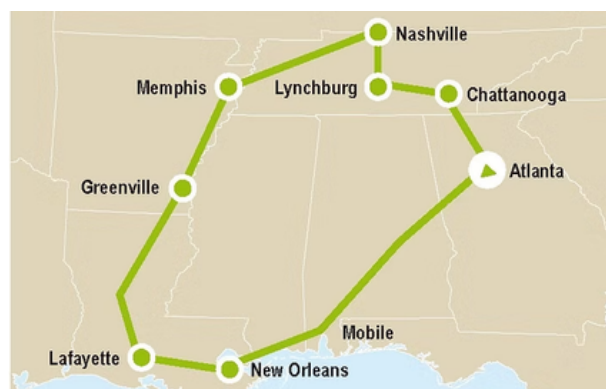 Nashville
Memphis
Lynchburg
Chattanooga
Greenville
Atlanta
Mobile
Lafayette
New Orleans